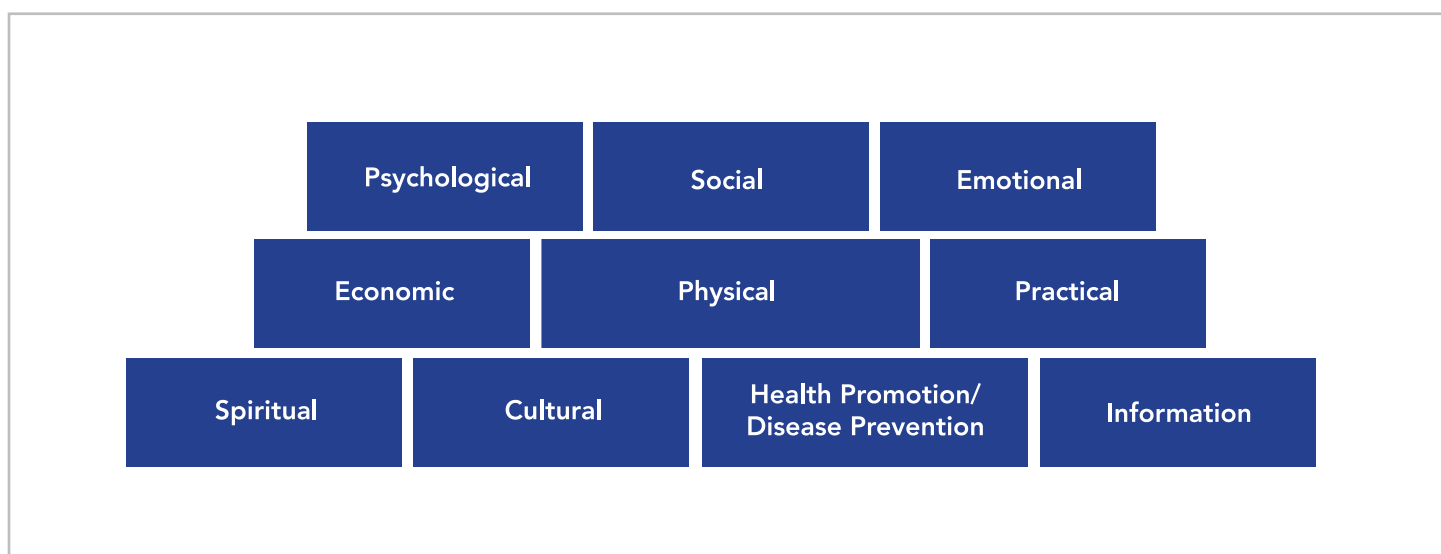 Psychological
Social
Emotional
Economic
Physical
Practical
Spiritual
Cultural
Health Promotion/
Disease Prevention
Information